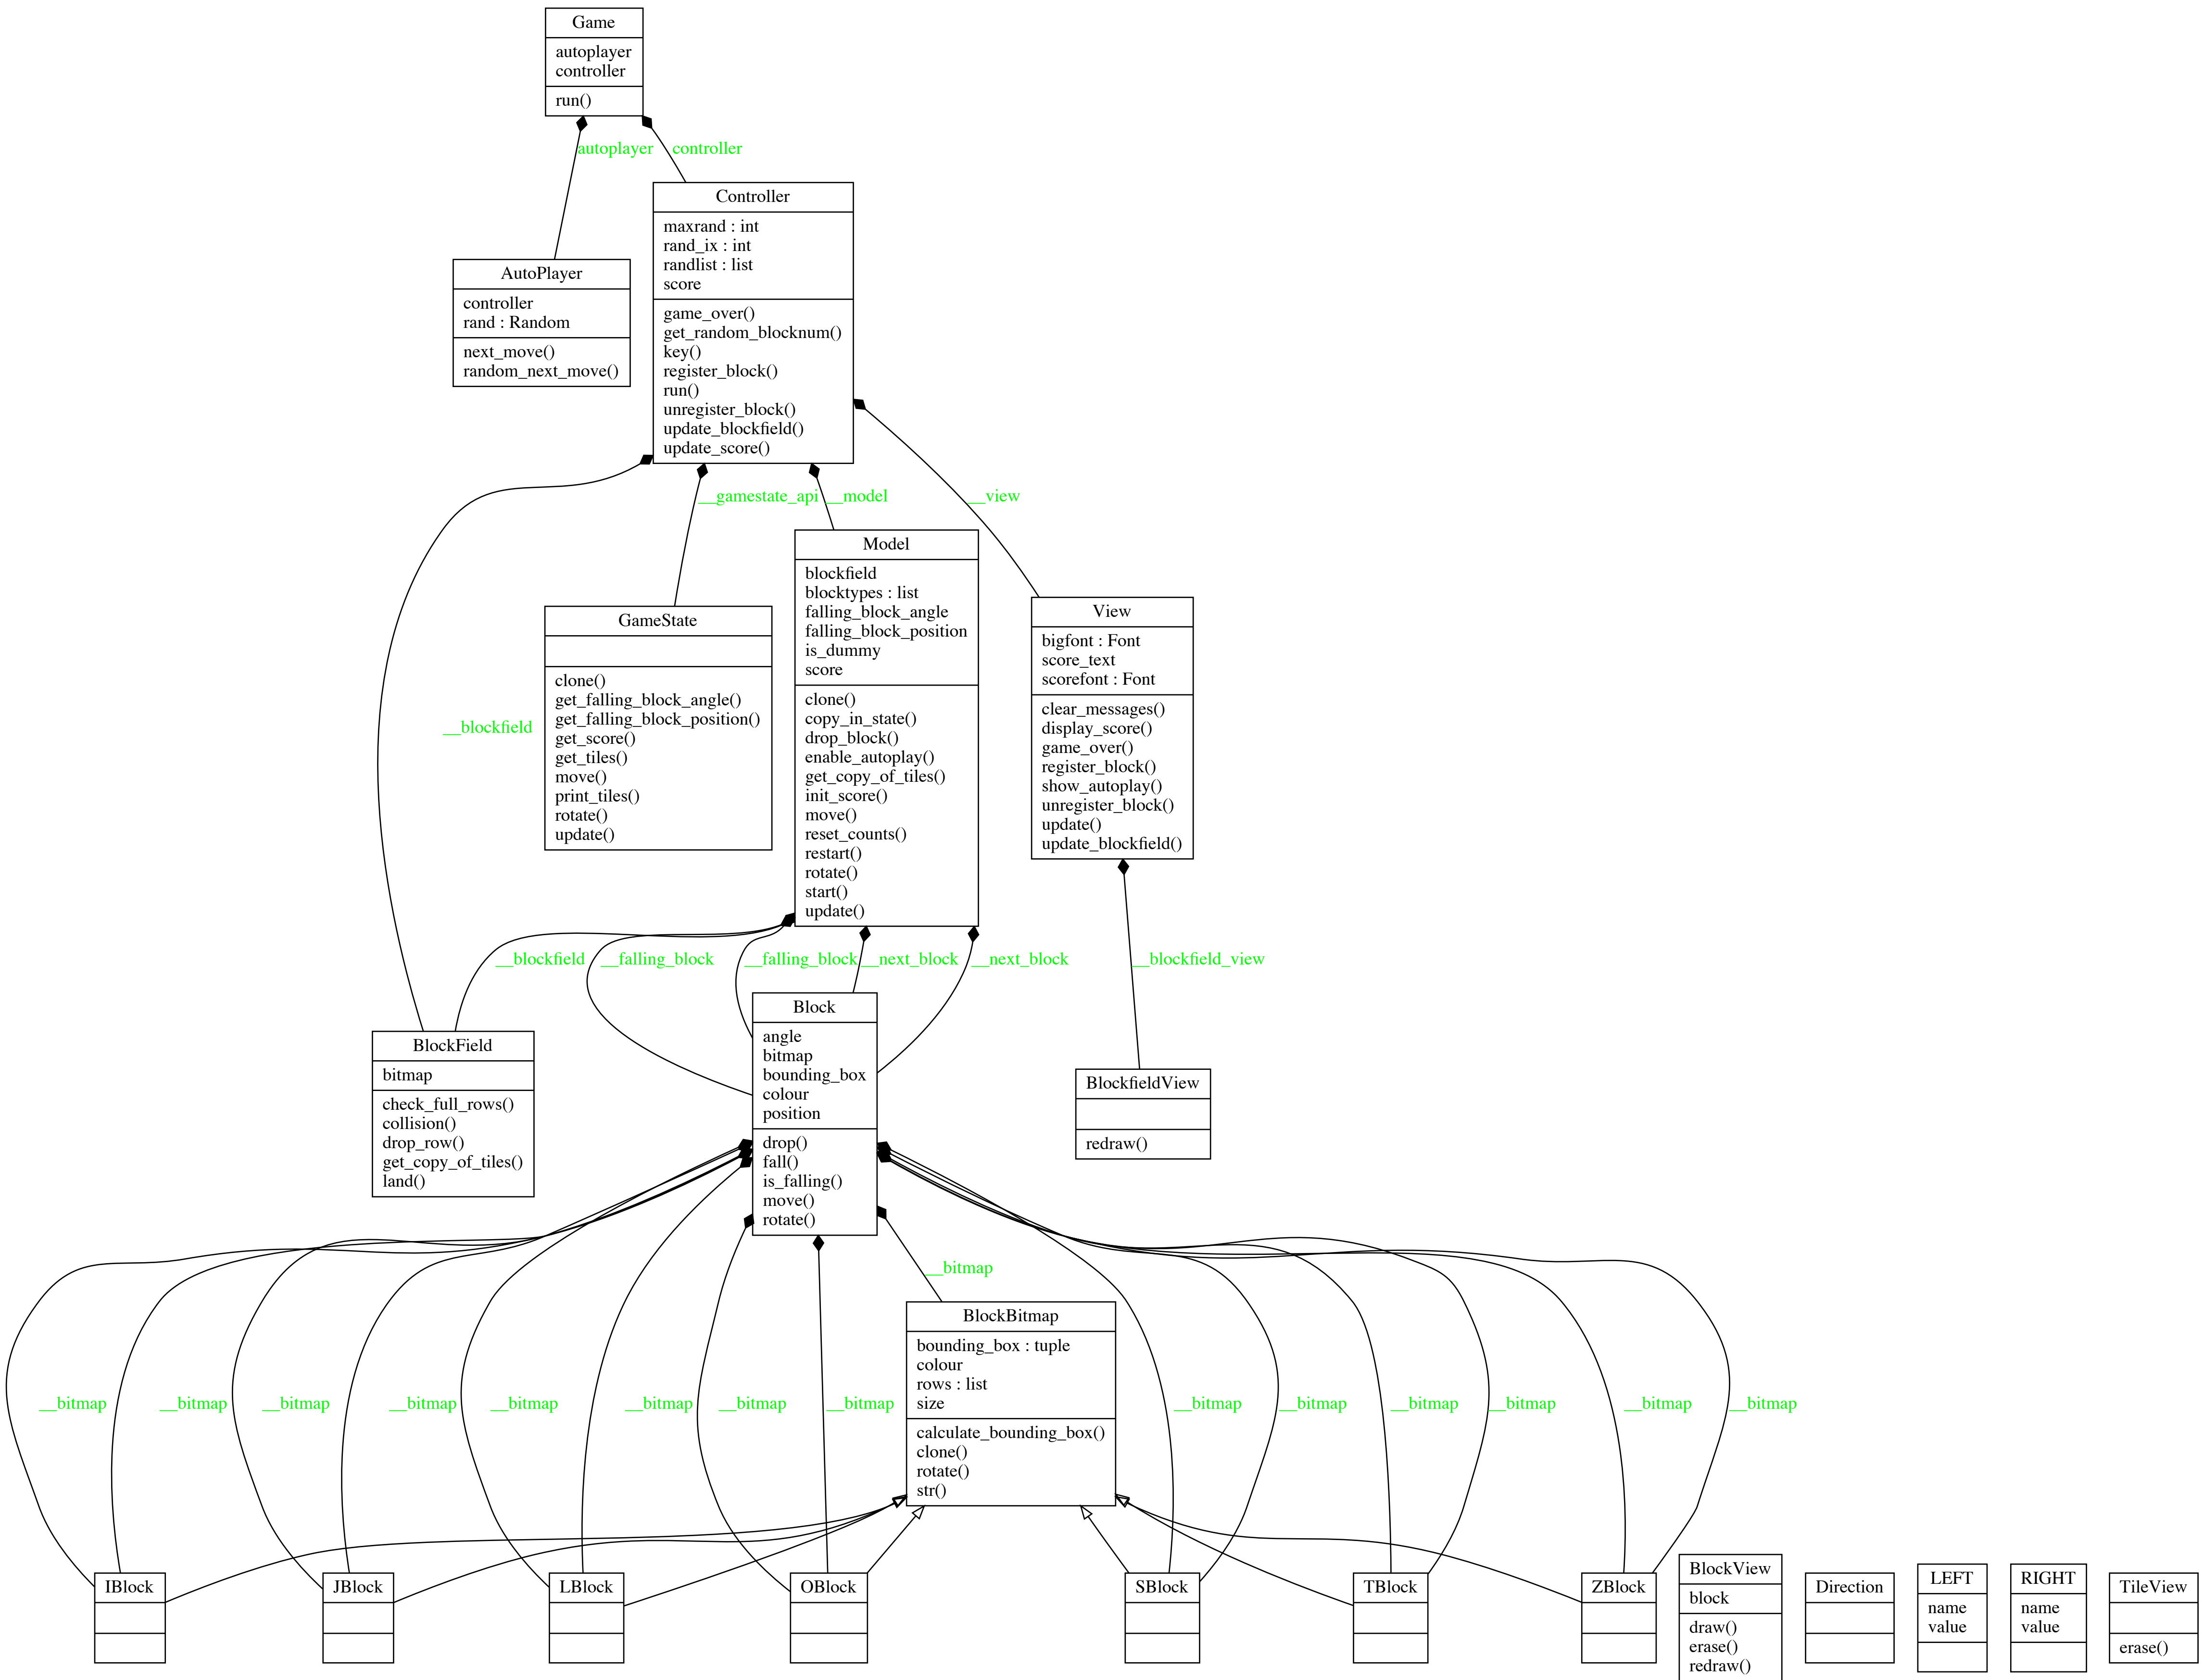 Game
autoplayer
controller
run()
autoplayer
controller
Controller
maxrand : int
rand_ix : int
randlist : list
score
game_over()
get_random_blocknum()
key()
register_block()
run()
unregister_block()
update_blockfield()
update_score()
AutoPlayer
controller
rand : Random
next_move()
random_next_move()
__gamestate_api
__model
__view
Model
blockfield
blocktypes : list
falling_block_angle
falling_block_position
is_dummy
score
clone()
copy_in_state()
drop_block()
enable_autoplay()
get_copy_of_tiles()
init_score()
move()
reset_counts()
restart()
rotate()
start()
update()
GameState
clone()
get_falling_block_angle()
get_falling_block_position()
get_score()
get_tiles()
move()
print_tiles()
rotate()
update()
View
bigfont : Font
score_text
scorefont : Font
clear_messages()
display_score()
game_over()
register_block()
show_autoplay()
unregister_block()
update()
update_blockfield()
__blockfield
__blockfield
__falling_block
__falling_block
__next_block
__next_block
__blockfield_view
Block
angle
bitmap
bounding_box
colour
position
drop()
fall()
is_falling()
move()
rotate()
BlockField
bitmap
check_full_rows()
collision()
drop_row()
get_copy_of_tiles()
land()
BlockfieldView
redraw()
__bitmap
BlockBitmap
bounding_box : tuple
colour
rows : list
size
calculate_bounding_box()
clone()
rotate()
str()
__bitmap
__bitmap
__bitmap
__bitmap
__bitmap
__bitmap
__bitmap
__bitmap
__bitmap
__bitmap
__bitmap
__bitmap
__bitmap
__bitmap
IBlock
JBlock
LBlock
OBlock
SBlock
TBlock
ZBlock
BlockView
block
draw()
erase()
redraw()
Direction
LEFT
name
value
RIGHT
name
value
TileView
erase()